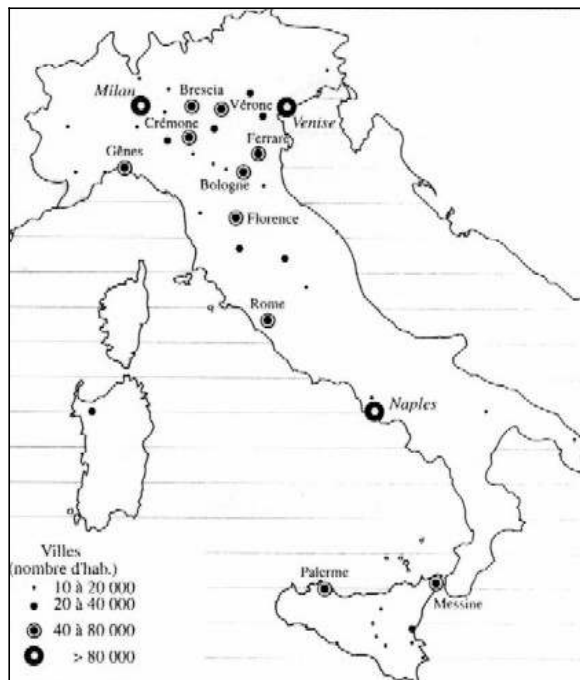 Milan
Brescia
Vérone
Venise
Crémone
Ferrare
Gênes
Bologne
Florence
Rome
Naples
Palerme
Messine
Villes
(nombre d'hab.)
10 à 20 000
20 à 40 000
40 à 80 000
> 80 000